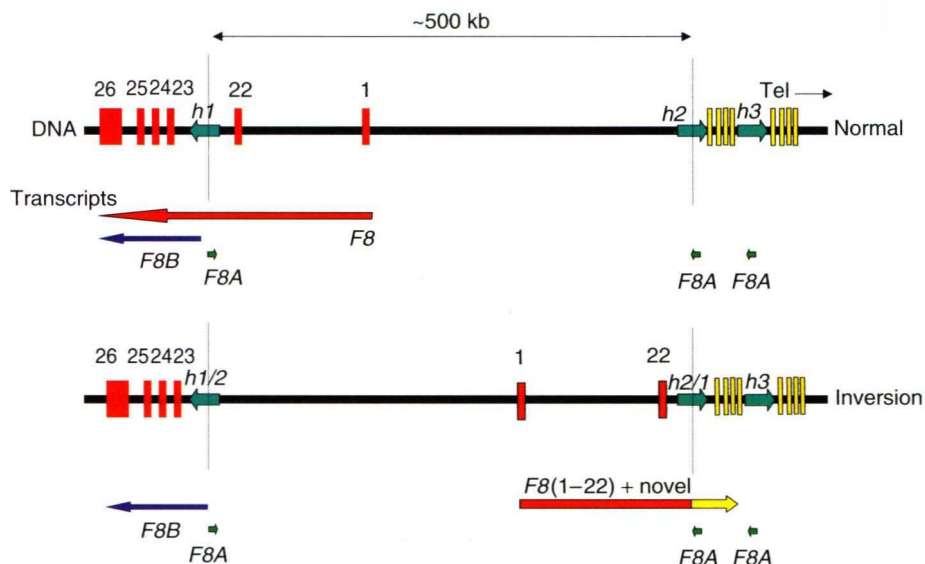 ~500 kb
26 25 24 23 h1 22 1 h2 h3 Tel
DNA Normal
Transcripts
F8
F8B F8A F8A F8A
26 25 24 23 h1/2 1 22 h2/1 h3
Inversion
F8(1–22) + novel
F8B F8A F8A F8A